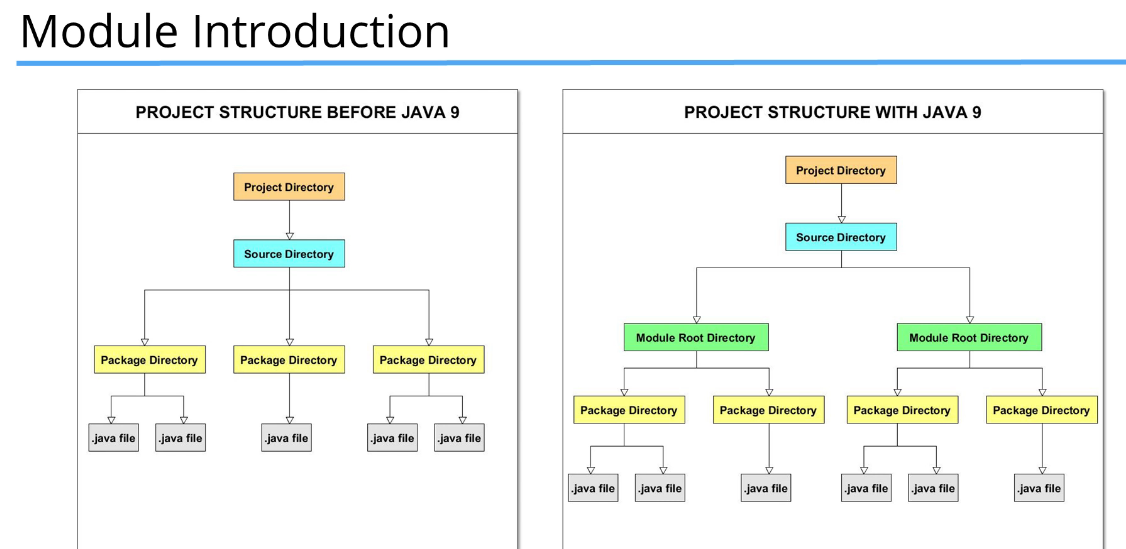 Module Introduction
PROJECT STRUCTURE BEFORE JAVA 9
Project Directory
Source Directory
Package Directory
Package Directory
Package Directory
.java file
.java file
.java file
.java file
.java file
PROJECT STRUCTURE WITH JAVA 9
Project Directory
Source Directory
Module Root Directory
Module Root Directory
Package Directory
Package Directory
Package Directory
Package Directory
.java file
.java file
.java file
.java file
.java file
.java file